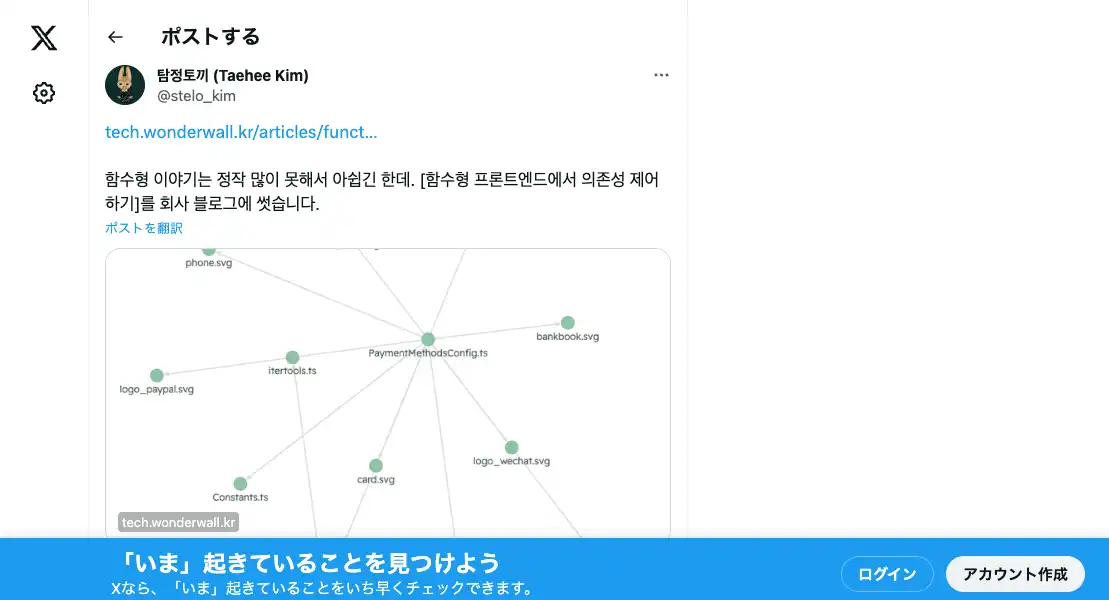 ポストする
탐정토끼 (Taehee Kim)
@stelo_kim
tech.wonderwall.kr/articles/funct...
함수형 이야기는 정작 많이 못해서 아쉽긴 한데. [함수형 프론트엔드에서 의존성 제어
하기]를 회사 블로그에 썻습니다.
ポストを翻訳
phone.svg
bankbook.svg
PaymentMethodsConfig.ts
itertools.ts
logo_paypal.svg
logo_wechat.svg
card.svg
Constants.ts
tech.wonderwall.kr
「いま」起きていることを見つけよう
Xなら、「いま」起きていることをいち早くチェックできます。
ログイン
アカウント作成